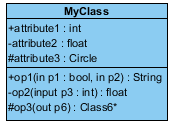 MyClass
+attribute1 : int
-attribute2 : float
#attribute3 : Circle
+op1(in p1 : bool, in p2) : String
-op2(input p3 : int) : float
#op3(out p6) : Class6*